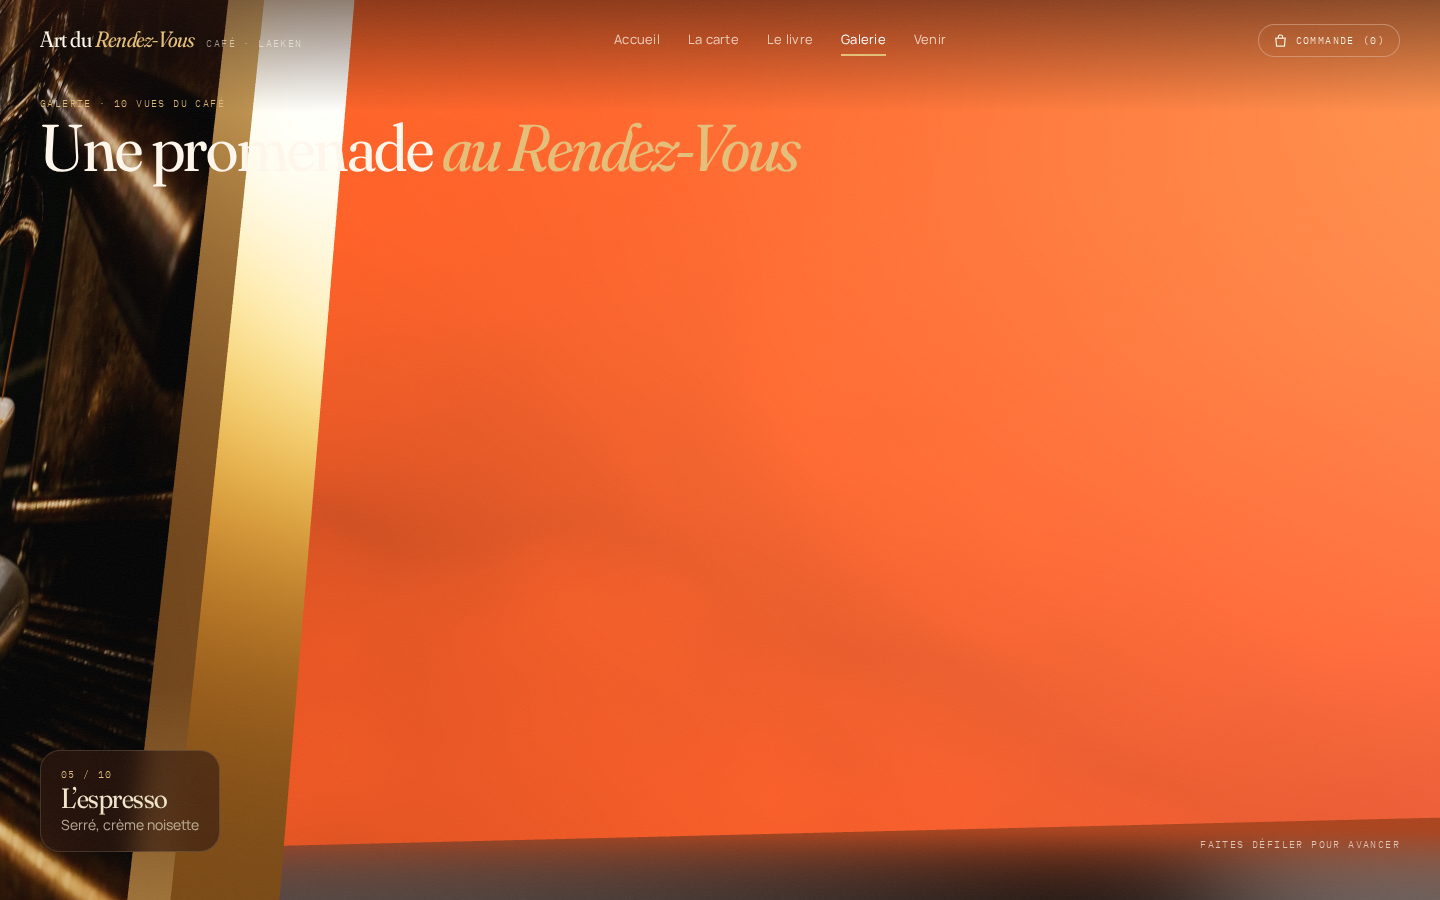 Art du Rendez-Vous CAFÉ · LAEKEN
Accueil
La carte
Le livre
Galerie
Venir
COMMANDE (0)
GALERIE · 10 VUES DU CAFÉ
Une promenade au Rendez-Vous
05 / 10
L'espresso
Serré, crème noisette
FAITES DÉFILER POUR AVANCER